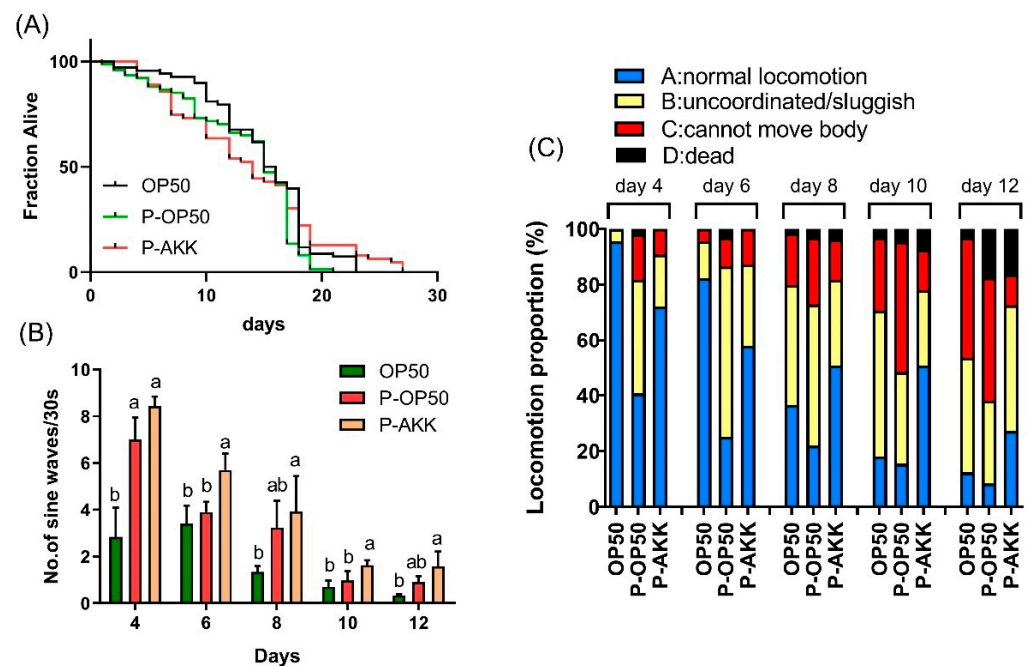 (A)
Fraction Alive
100
50
0
OP50
P-OP50
P-AKK
0
10
20
30
days
(B)
No.of sine waves/30s
10
8
6
4
2
0
OP50
P-OP50
P-AKK
b
a
a
b
b
a
b
ab
a
b
b
a
b
ab
a
4
6
8
10
12
Days
A:normal locomotion
B:uncoordinated/sluggish
C:cannot move body
D:dead
(C)
day 4
day 6
day 8
day 10
day 12
Locomotion proportion (%)
100
80
60
40
20
0
OP50
P-OP50
P-AKK
OP50
P-OP50
P-AKK
OP50
P-OP50
P-AKK
OP50
P-OP50
P-AKK
OP50
P-OP50
P-AKK